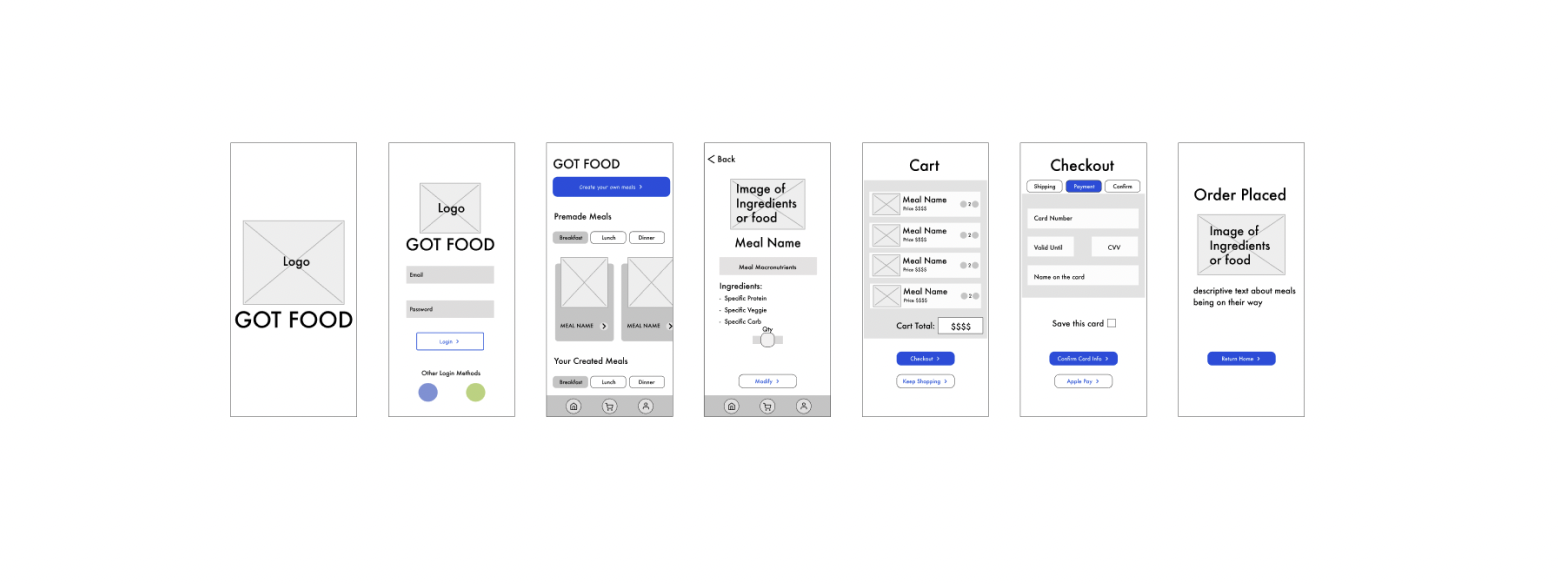 Logo
GOT FOOD
Logo
GOT FOOD
Email
Password
Login >
Other Login Methods
GOT FOOD
Create your own meals >
Premade Meals
Breakfast Lunch Dinner
MEAL NAME > MEAL NAME >
Your Created Meals
Breakfast Lunch Dinner
< Back
Image of
Ingredients
or food
Meal Name
Meal Macronutrients
Ingredients:
- Specific Protein
- Specific Veggie
- Specific Carb
Qty
Modify >
Cart
Meal Name
Price $$$$
2
Meal Name
Price $$$$
2
Meal Name
Price $$$$
2
Meal Name
Price $$$$
2
Cart Total: $$$$
Checkout >
Keep Shopping >
Checkout
Shipping Payment Confirm
Card Number
Valid Until CVV
Name on the card
Save this card
Confirm Card Info >
Apple Pay >
Order Placed
Image of
Ingredients
or food
descriptive text about meals
being on their way
Return Home >